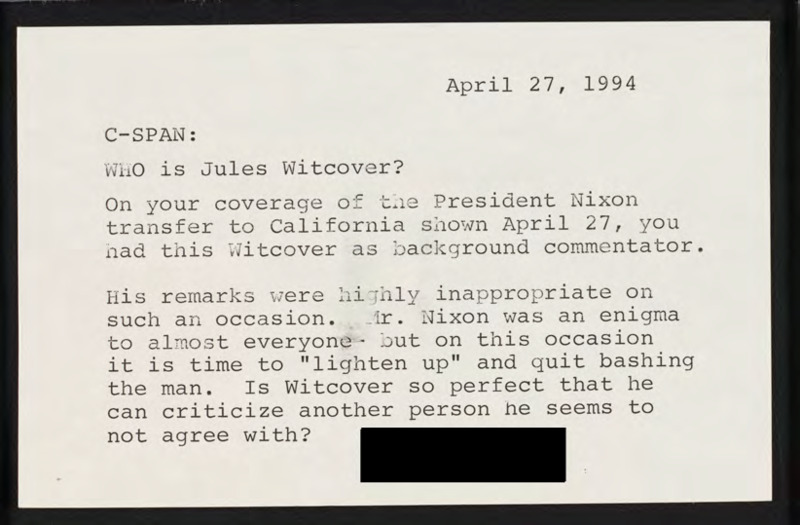 April 27, 1994
C-SPAN:
WHO is Jules Witcover?
On your coverage of the President Nixon
transfer to California shown April 27, you
had this Witcover as background commentator.
His remarks were highly inappropriate on
such an occasion. Mr. Nixon was an enigma
to almost everyone- but on this occasion
it is time to "lighten up" and quit bashing
the man. Is Witcover so perfect that he
can criticize another person he seems to
not agree with?